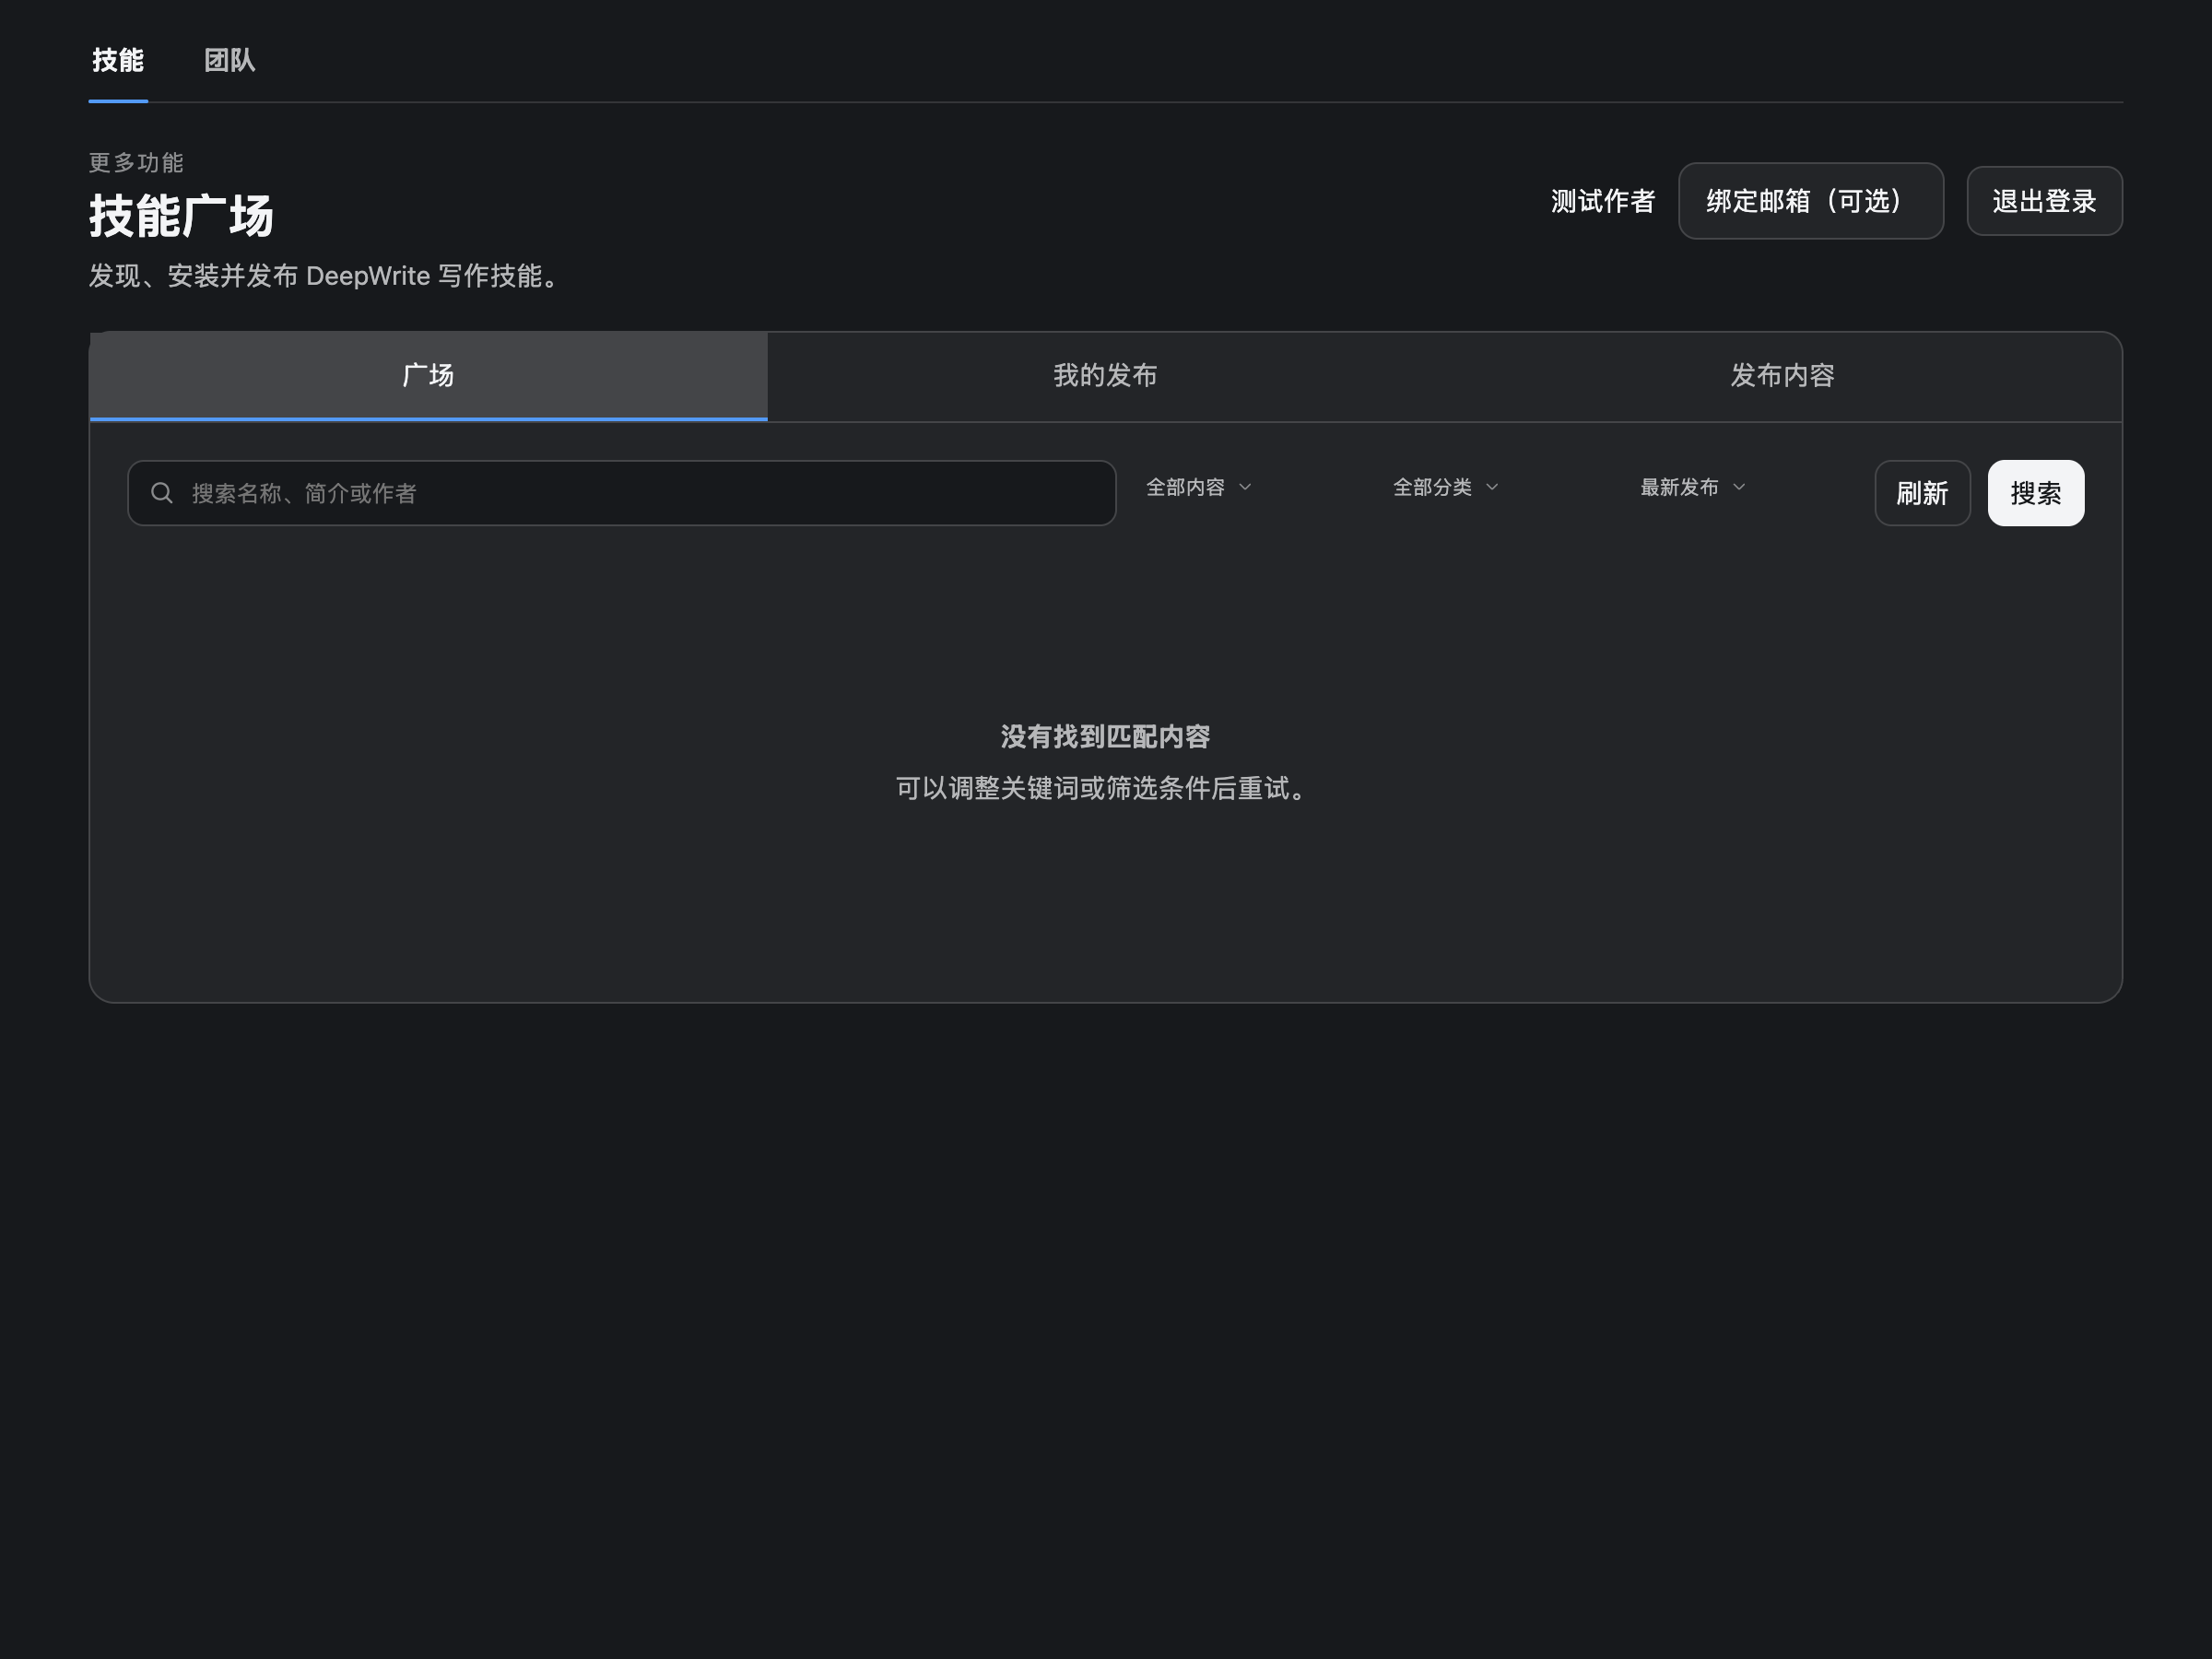 技能 团队
更多功能
技能广场
发现、安装并发布 DeepWrite 写作技能。
测试作者 绑定邮箱（可选） 退出登录
广场 我的发布 发布内容
搜索名称、简介或作者 全部内容 全部分类 最新发布 刷新 搜索
没有找到匹配内容
可以调整关键词或筛选条件后重试。